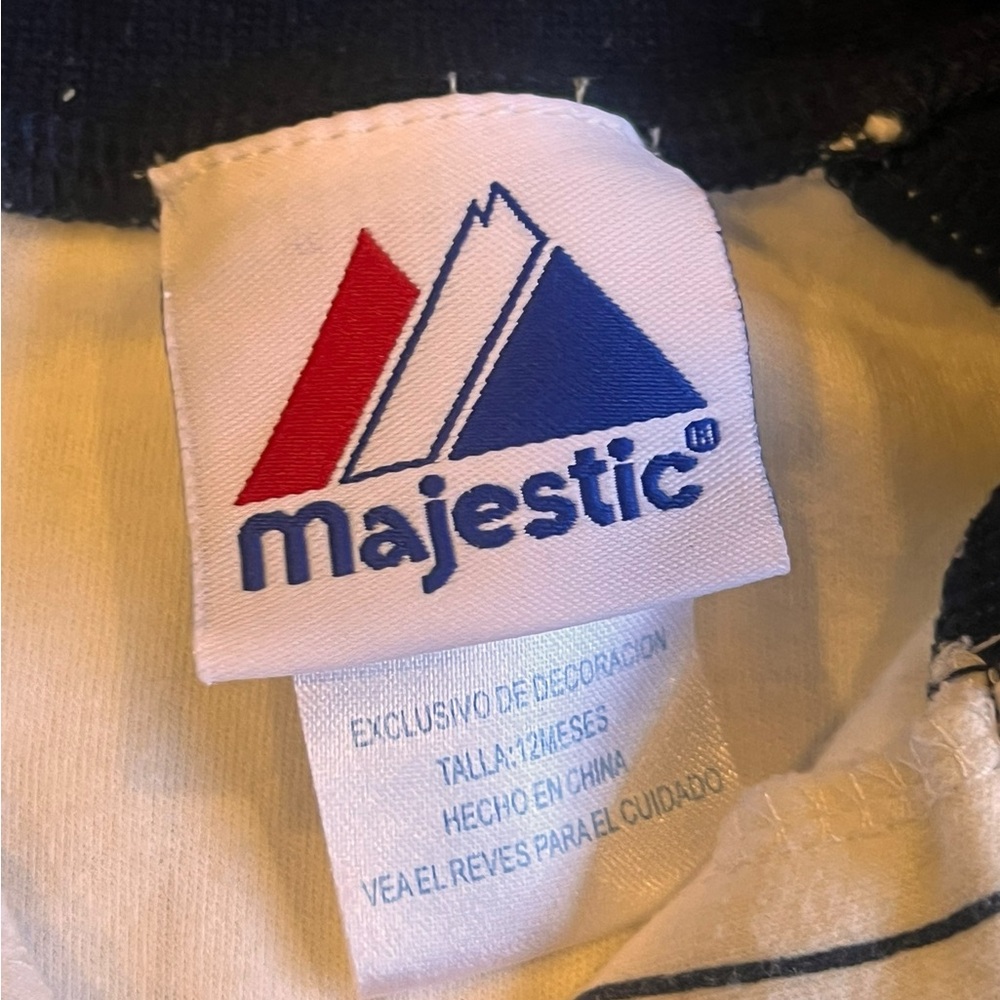 majestic®
EXCLUSIVO DE DECORACION
TALLA:12MESES
HECHO EN CHINA
VEA EL REVES PARA EL CUIDADO